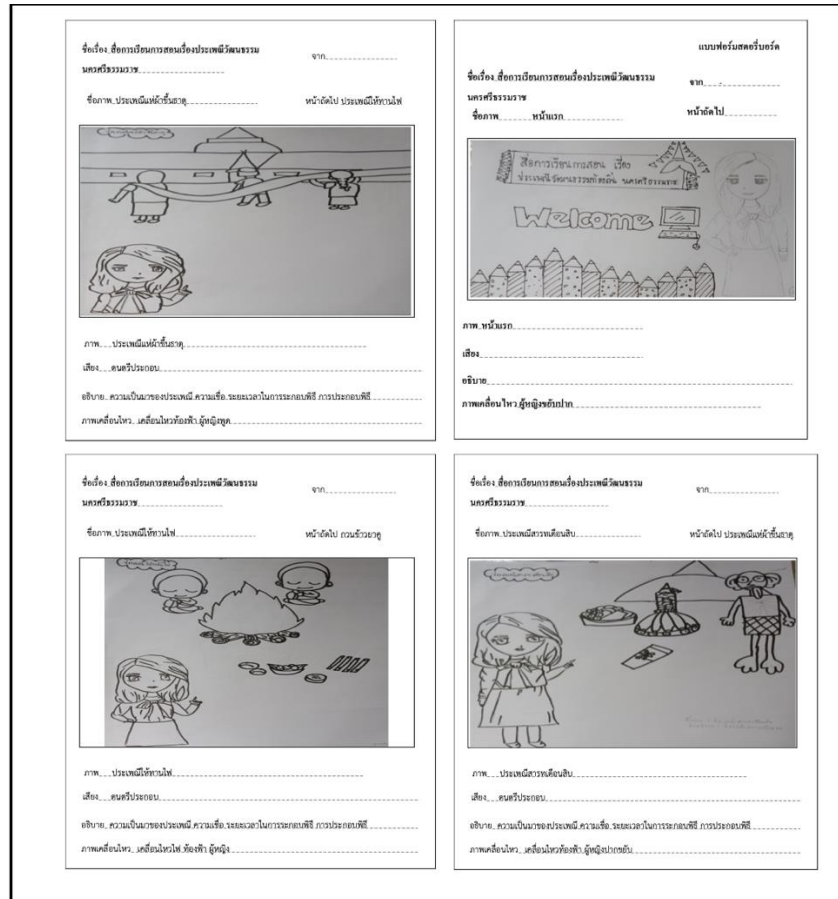 ชื่อเรื่อง สื่อการเรียนการสอนเรื่องประเพณีวัฒนธรรม
จาก
นครศรีธรรมราช
ชื่อภาพ ประเพณีแห่ผ้าขึ้นธาตุ
หน้าถัดไป ประเพณีให้ทานไฟ
ภาพ ประเพณีแห่ผ้าขึ้นธาตุ
เสียง ดนตรีประกอบ
อธิบาย ความเป็นมาของประเพณี ความเชื่อ ระยะเวลาในการระกอบพิธี การประกอบพิธี
ภาพเคลื่อนไหว เคลื่อนไหวท้องฟ้า ผู้หญิงพูด
แบบฟอร์มสตอรี่บอร์ด
ชื่อเรื่อง สื่อการเรียนการสอนเรื่องประเพณีวัฒนธรรม
จาก -
นครศรีธรรมราช
ชื่อภาพ หน้าแรก
หน้าถัดไป
สื่อการเรียนการสอน เรื่อง
ประเพณีวัฒนธรรมท้องถิ่น นครศรีธรรมราช
Welcome
ภาพ หน้าแรก
เสียง
อธิบาย
ภาพเคลื่อนไหว ผู้หญิงขยับปาก
ชื่อเรื่อง สื่อการเรียนการสอนเรื่องประเพณีวัฒนธรรม
จาก
นครศรีธรรมราช
ชื่อภาพ ประเพณีให้ทานไฟ
หน้าถัดไป กวนข้าวยาคู
ภาพ ประเพณีให้ทานไฟ
เสียง ดนตรีประกอบ
อธิบาย ความเป็นมาของประเพณี ความเชื่อ ระยะเวลาในการระกอบพิธี การประกอบพิธี
ภาพเคลื่อนไหว เคลื่อนไหวไฟ ท้องฟ้า ผู้หญิง
ชื่อเรื่อง สื่อการเรียนการสอนเรื่องประเพณีวัฒนธรรม
จาก
นครศรีธรรมราช
ชื่อภาพ ประเพณีสารทเดือนสิบ
หน้าถัดไป ประเพณีแห่ผ้าขึ้นธาตุ
ภาพ ประเพณีสารทเดือนสิบ
เสียง ดนตรีประกอบ
อธิบาย ความเป็นมาของประเพณี ความเชื่อ ระยะเวลาในการระกอบพิธี การประกอบพิธี
ภาพเคลื่อนไหว เคลื่อนไหวท้องฟ้า ผู้หญิงปากขยับ